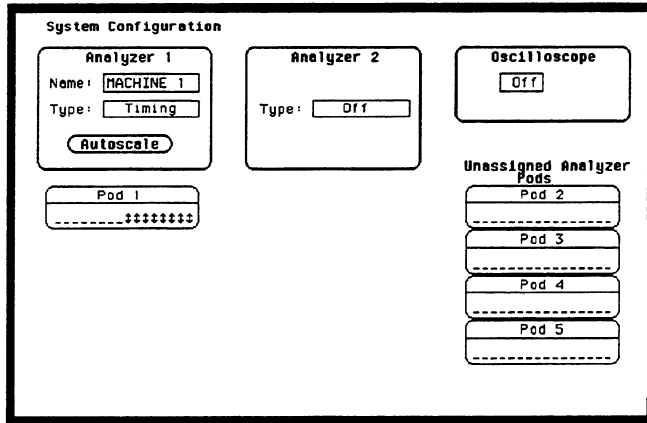 System Configuration
Analyzer 1
Name: MACHINE 1
Type: Timing
Autoscale
Analyzer 2
Type: Off
Oscilloscope
Off
Pod 1
--------↕↕↕↕↕↕↕↕
Unassigned Analyzer
Pods
Pod 2
----------------
Pod 3
----------------
Pod 4
----------------
Pod 5
----------------